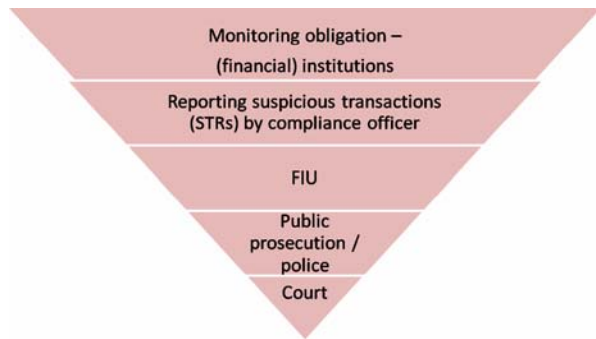 Monitoring obligation –
(financial) institutions
Reporting suspicious transactions
(STRs) by compliance officer
FIU
Public
prosecution /
police
Court